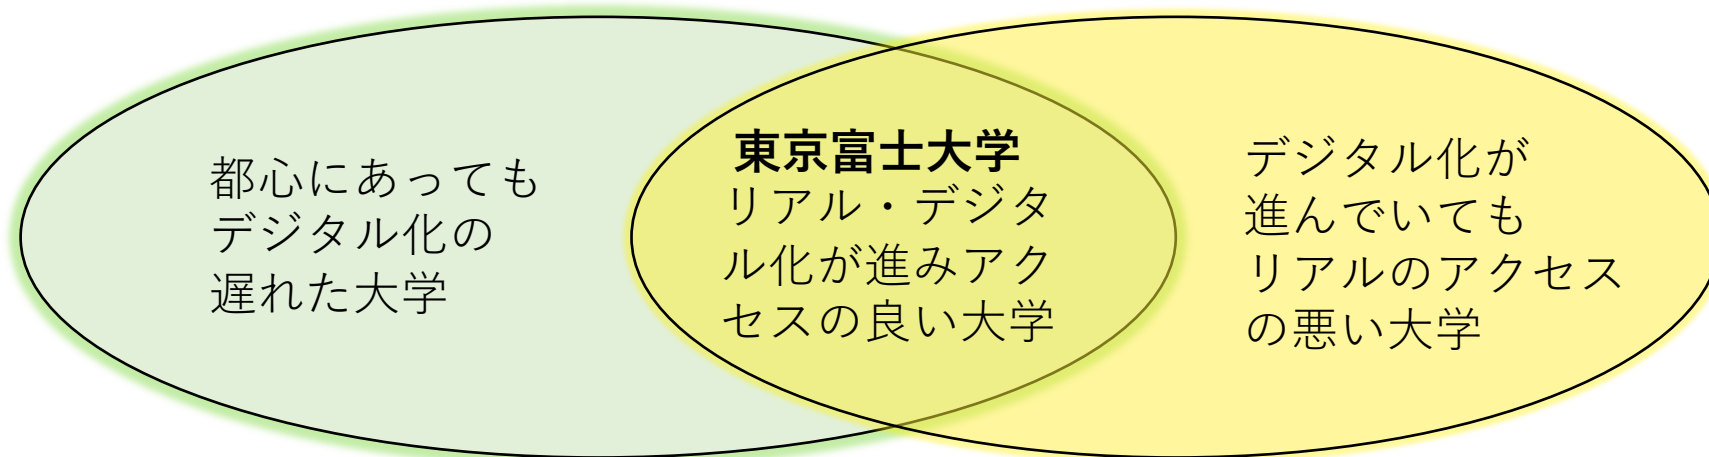 都心にあっても
デジタル化の
遅れた大学
東京富士大学
リアル・デジタ
ル化が進みアク
セスの良い大学
デジタル化が
進んでいても
リアルのアクセス
の悪い大学